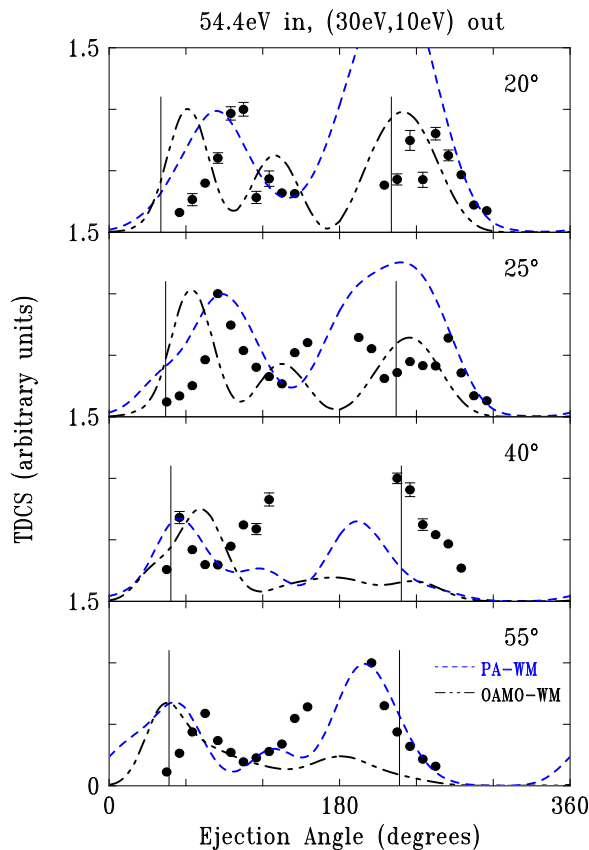 54.4eV in, (30eV,10eV) out
1.5
20°
1.5
25°
TDCS (arbitrary units)
1.5
40°
1.5
55°
PA-WM
OAMO-WM
0
0 180 360
Ejection Angle (degrees)